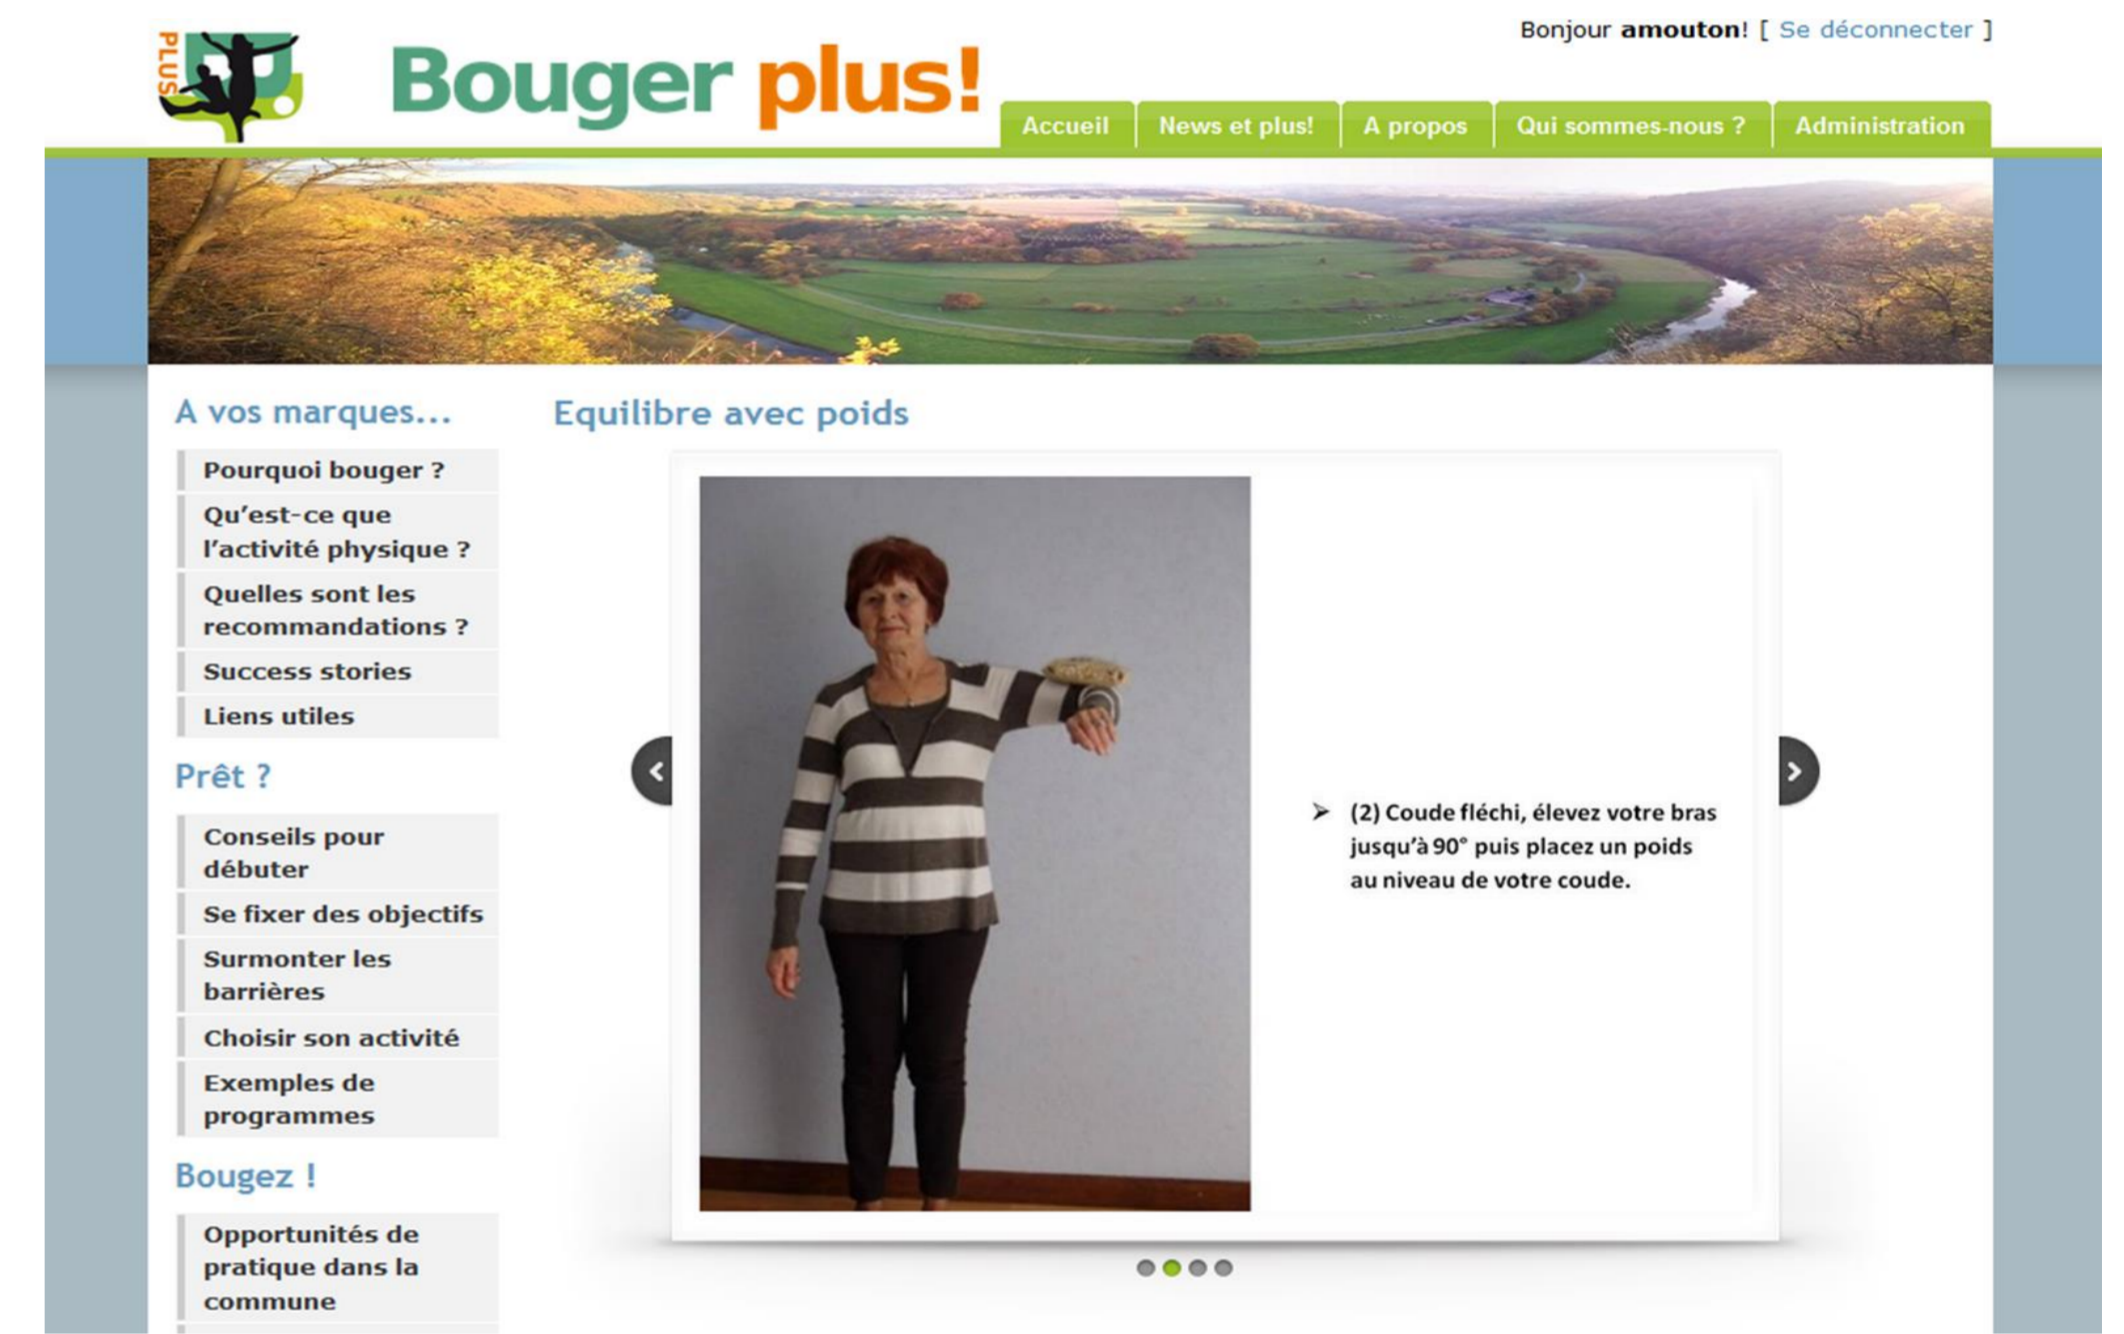 Bonjour amouton! [ Se déconnecter ]
PLUS
Bouger plus!
Accueil
News et plus!
A propos
Qui sommes-nous ?
Administration
A vos marques...
Pourquoi bouger ?
Qu’est-ce que
l’activité physique ?
Quelles sont les
recommandations ?
Success stories
Liens utiles
Prêt ?
Conseils pour
débuter
Se fixer des objectifs
Surmonter les
barrières
Choisir son activité
Exemples de
programmes
Bougez !
Opportunités de
pratique dans la
commune
Equilibre avec poids
➢ (2) Coude fléchi, élevez votre bras
jusqu’à 90° puis placez un poids
au niveau de votre coude.